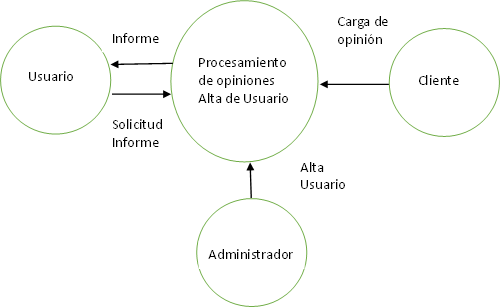 Informe
Usuario
Solicitud
Informe
Procesamiento
de opiniones
Alta de Usuario
Carga de
opinión
Cliente
Alta
Usuario
Administrador